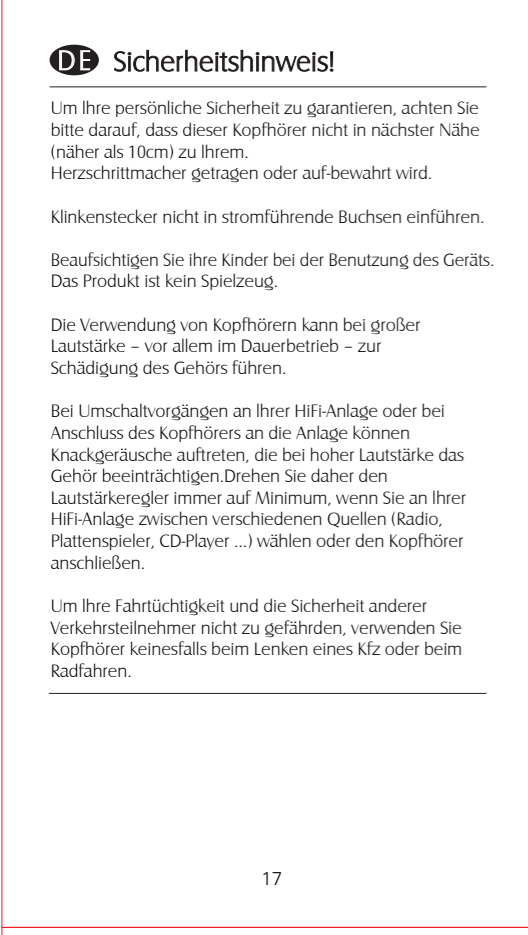 DE Sicherheitshinweis!
Um Ihre persönliche Sicherheit zu garantieren, achten Sie
bitte darauf, dass dieser Kopfhörer nicht in nächster Nähe
(näher als 10cm) zu Ihrem.
Herzschrittmacher getragen oder auf-bewahrt wird.
Klinkenstecker nicht in stromführende Buchsen einführen.
Beaufsichtigen Sie ihre Kinder bei der Benutzung des Geräts.
Das Produkt ist kein Spielzeug.
Die Verwendung von Kopfhörern kann bei großer
Lautstärke – vor allem im Dauerbetrieb – zur
Schädigung des Gehörs führen.
Bei Umschaltvorgängen an Ihrer HiFi-Anlage oder bei
Anschluss des Kopfhörers an die Anlage können
Knackgeräusche auftreten, die bei hoher Lautstärke das
Gehör beeinträchtigen.Drehen Sie daher den
Lautstärkeregler immer auf Minimum, wenn Sie an Ihrer
HiFi-Anlage zwischen verschiedenen Quellen (Radio,
Plattenspieler, CD-Player ...) wählen oder den Kopfhörer
anschließen.
Um Ihre Fahrtüchtigkeit und die Sicherheit anderer
Verkehrsteilnehmer nicht zu gefährden, verwenden Sie
Kopfhörer keinesfalls beim Lenken eines Kfz oder beim
Radfahren.
17